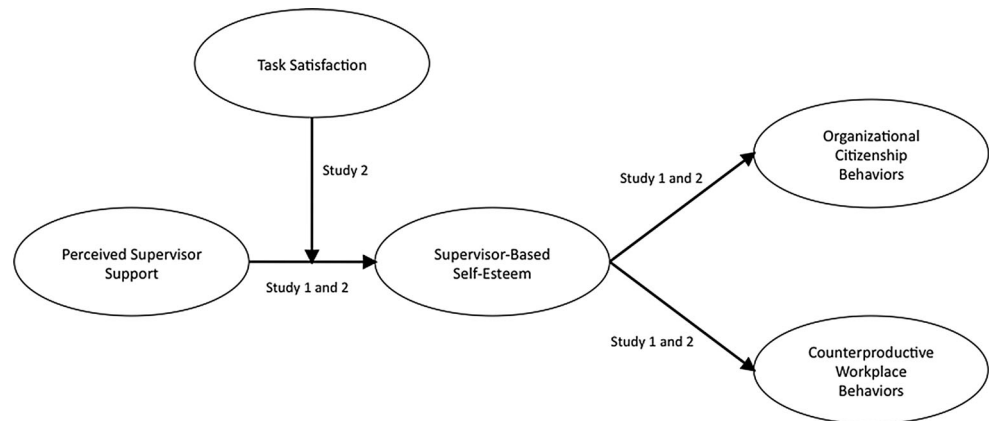 Task Satisfaction
Study 2
Perceived Supervisor
Support
Study 1 and 2
Supervisor-Based
Self-Esteem
Study 1 and 2
Organizational
Citizenship
Behaviors
Study 1 and 2
Counterproductive
Workplace
Behaviors